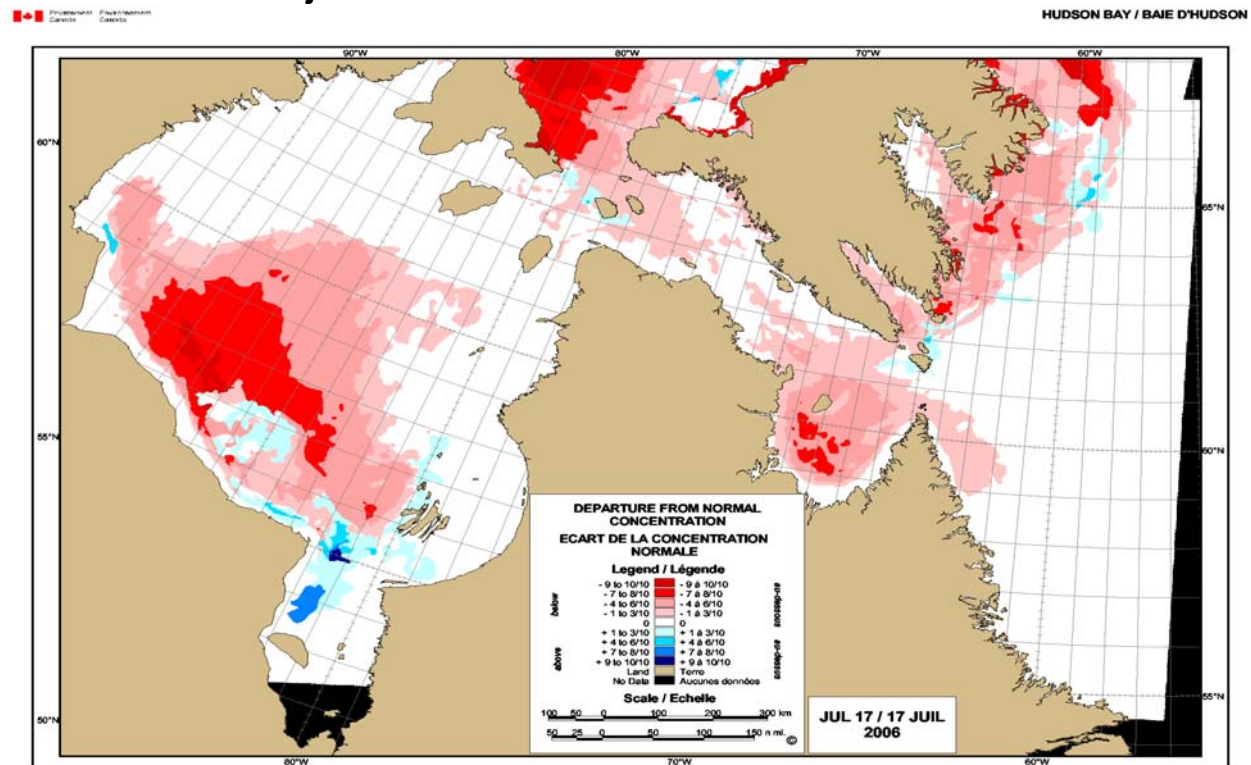 Environment Environnement
Canada Canada
HUDSON BAY / BAIE D'HUDSON
90°W 80°W 70°W 60°W
60°N
65°N
55°N
60°N
50°N
55°N
80°W 70°W 60°W
DEPARTURE FROM NORMAL
CONCENTRATION
ECART DE LA CONCENTRATION
NORMALE
Legend / Légende
below
au-dessous
- 9 to 10/10 - 9 à 10/10
- 7 to 8/10 - 7 à 8/10
- 4 to 6/10 - 4 à 6/10
- 1 to 3/10 - 1 à 3/10
0 0
above
au-dessus
+ 1 to 3/10 + 1 à 3/10
+ 4 to 6/10 + 4 à 6/10
+ 7 to 8/10 + 7 à 8/10
+ 9 to 10/10 + 9 à 10/10
Land Terre
No Data Aucunes données
Scale / Echelle
100 50 0 100 200 300 km
50 25 0 50 100 150 n mi.
©
JUL 17 / 17 JUIL
2006